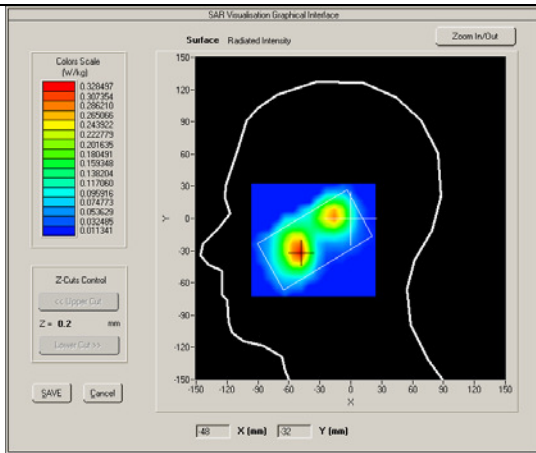 SAR Visualisation Graphical Interface
Surface Radiated Intensity
Zoom In/Out
Colors Scale
(W/kg)
0.328497
0.307354
0.286210
0.265066
0.243922
0.222779
0.201635
0.180491
0.159348
0.138204
0.117060
0.095916
0.074773
0.053629
0.032485
0.011341
Z-Cuts Control
<< Upper Cut
Z = 0.2 mm
Lower Cut >>
SAVE
Cancel
150
120
90
60
30
0
-30
-60
-90
-120
-150
Y
-150 -120 -90 -60 -30 0 30 60 90 120 150
X
-48 X (mm) -32 Y (mm)